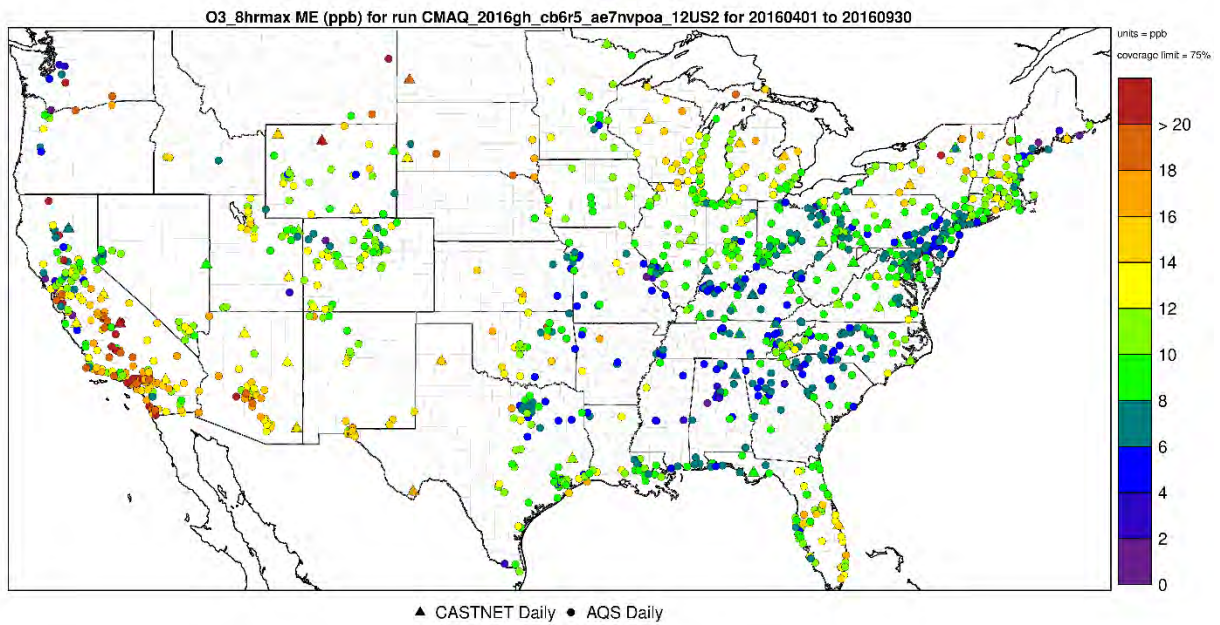 O3_8hrmax ME (ppb) for run CMAQ_2016gh_cb6r5_ae7nvpoa_12US2 for 20160401 to 20160930
units = ppb
coverage limit = 75%
> 20
18
16
14
12
10
8
6
4
2
0
CASTNET Daily AQS Daily